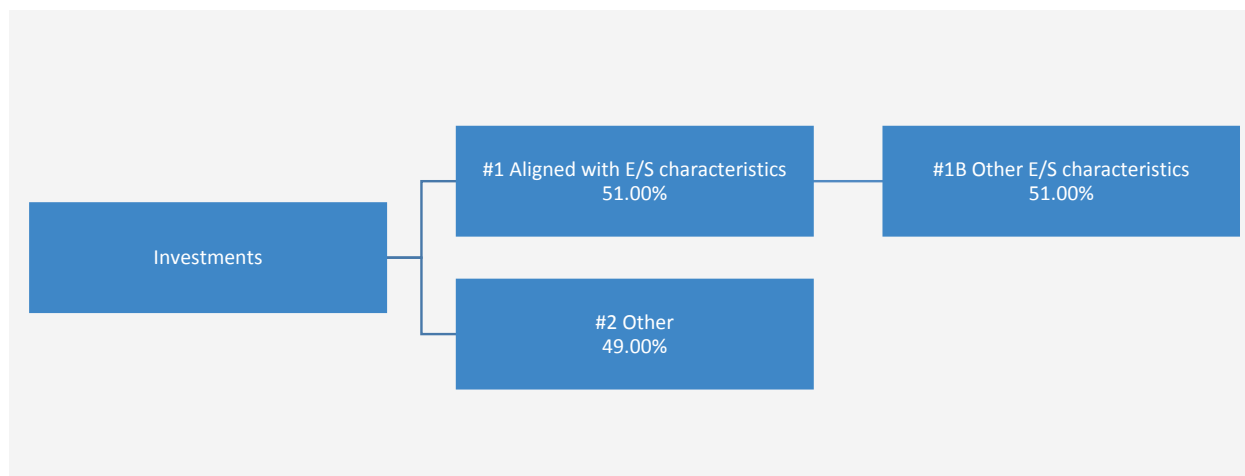 #1 Aligned with E/S characteristics
51.00%
#1B Other E/S characteristics
51.00%
Investments
#2 Other
49.00%